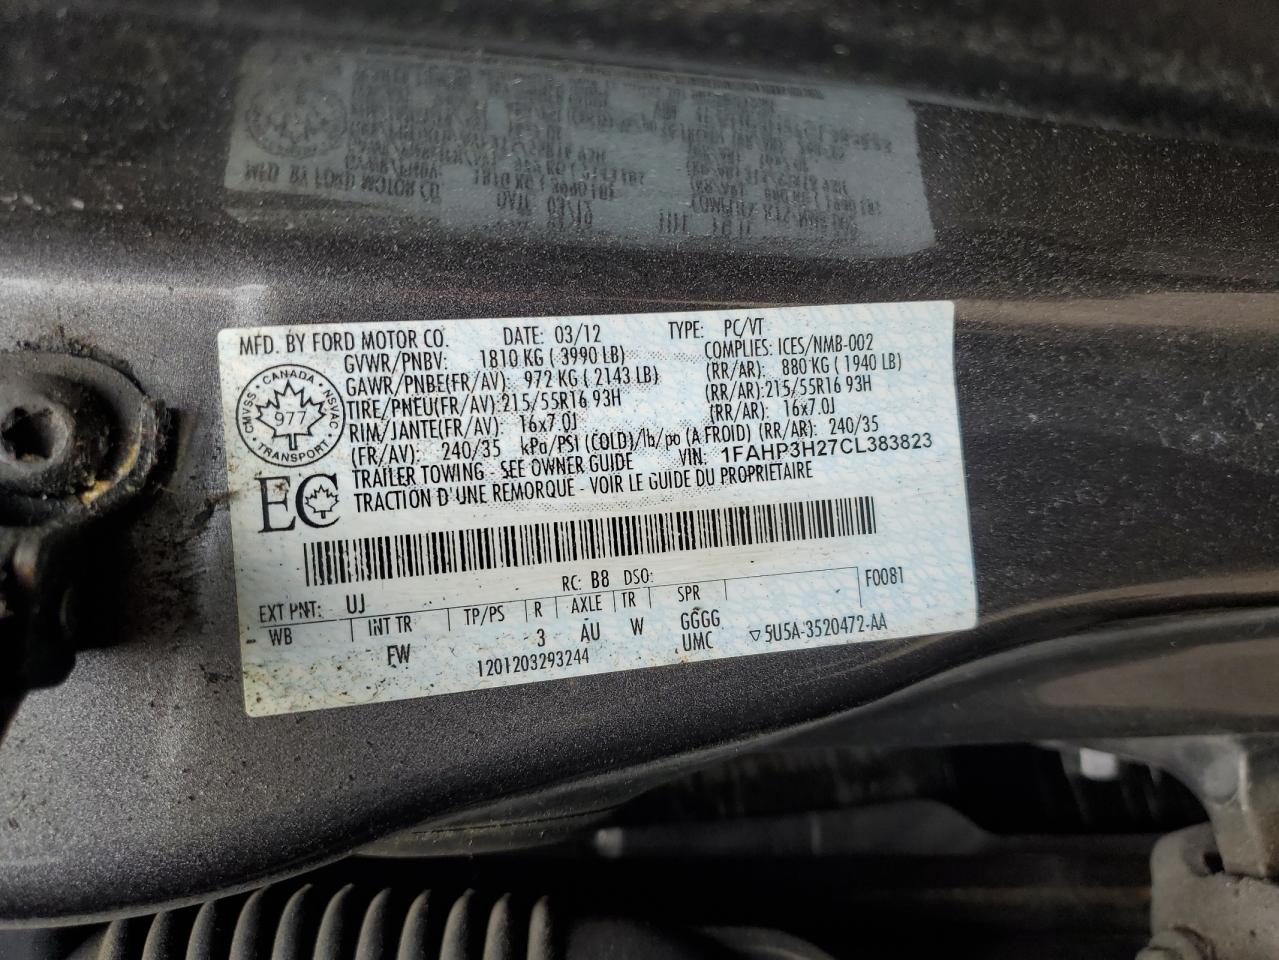 MFD. BY FORD MOTOR CO. DATE: 03/12 TYPE: PC/VT
GVWR/PNBV: 1810 KG ( 3990 LB) COMPLIES: ICES/NMB-002
GAWR/PNBE(FR/AV): 972 KG ( 2143 LB) (RR/AR): 880 KG ( 1940 LB)
TIRE/PNEU(FR/AV): 215/55R16 93H (RR/AR): 215/55R16 93H
RIM/JANTE(FR/AV): 16x7.0J (RR/AR): 16x7.0J
(FR/AV): 240/35 kPa/PSI (COLD)/lb/po (A FROID) (RR/AR): 240/35
TRAILER TOWING - SEE OWNER GUIDE VIN: 1FAHP3H27CL383823
TRACTION D'UNE REMORQUE - VOIR LE GUIDE DU PROPRIÉTAIRE
CMVSS · CANADA · NSVAC
977
TRANSPORT
EC
RC: B8 DSO:
EXT PNT: UJ F0081
WB INT TR TP/PS R AXLE TR SPR
FW 3 AU W GGGG
1201203293244 UMC ▽5U5A-3520472-AA